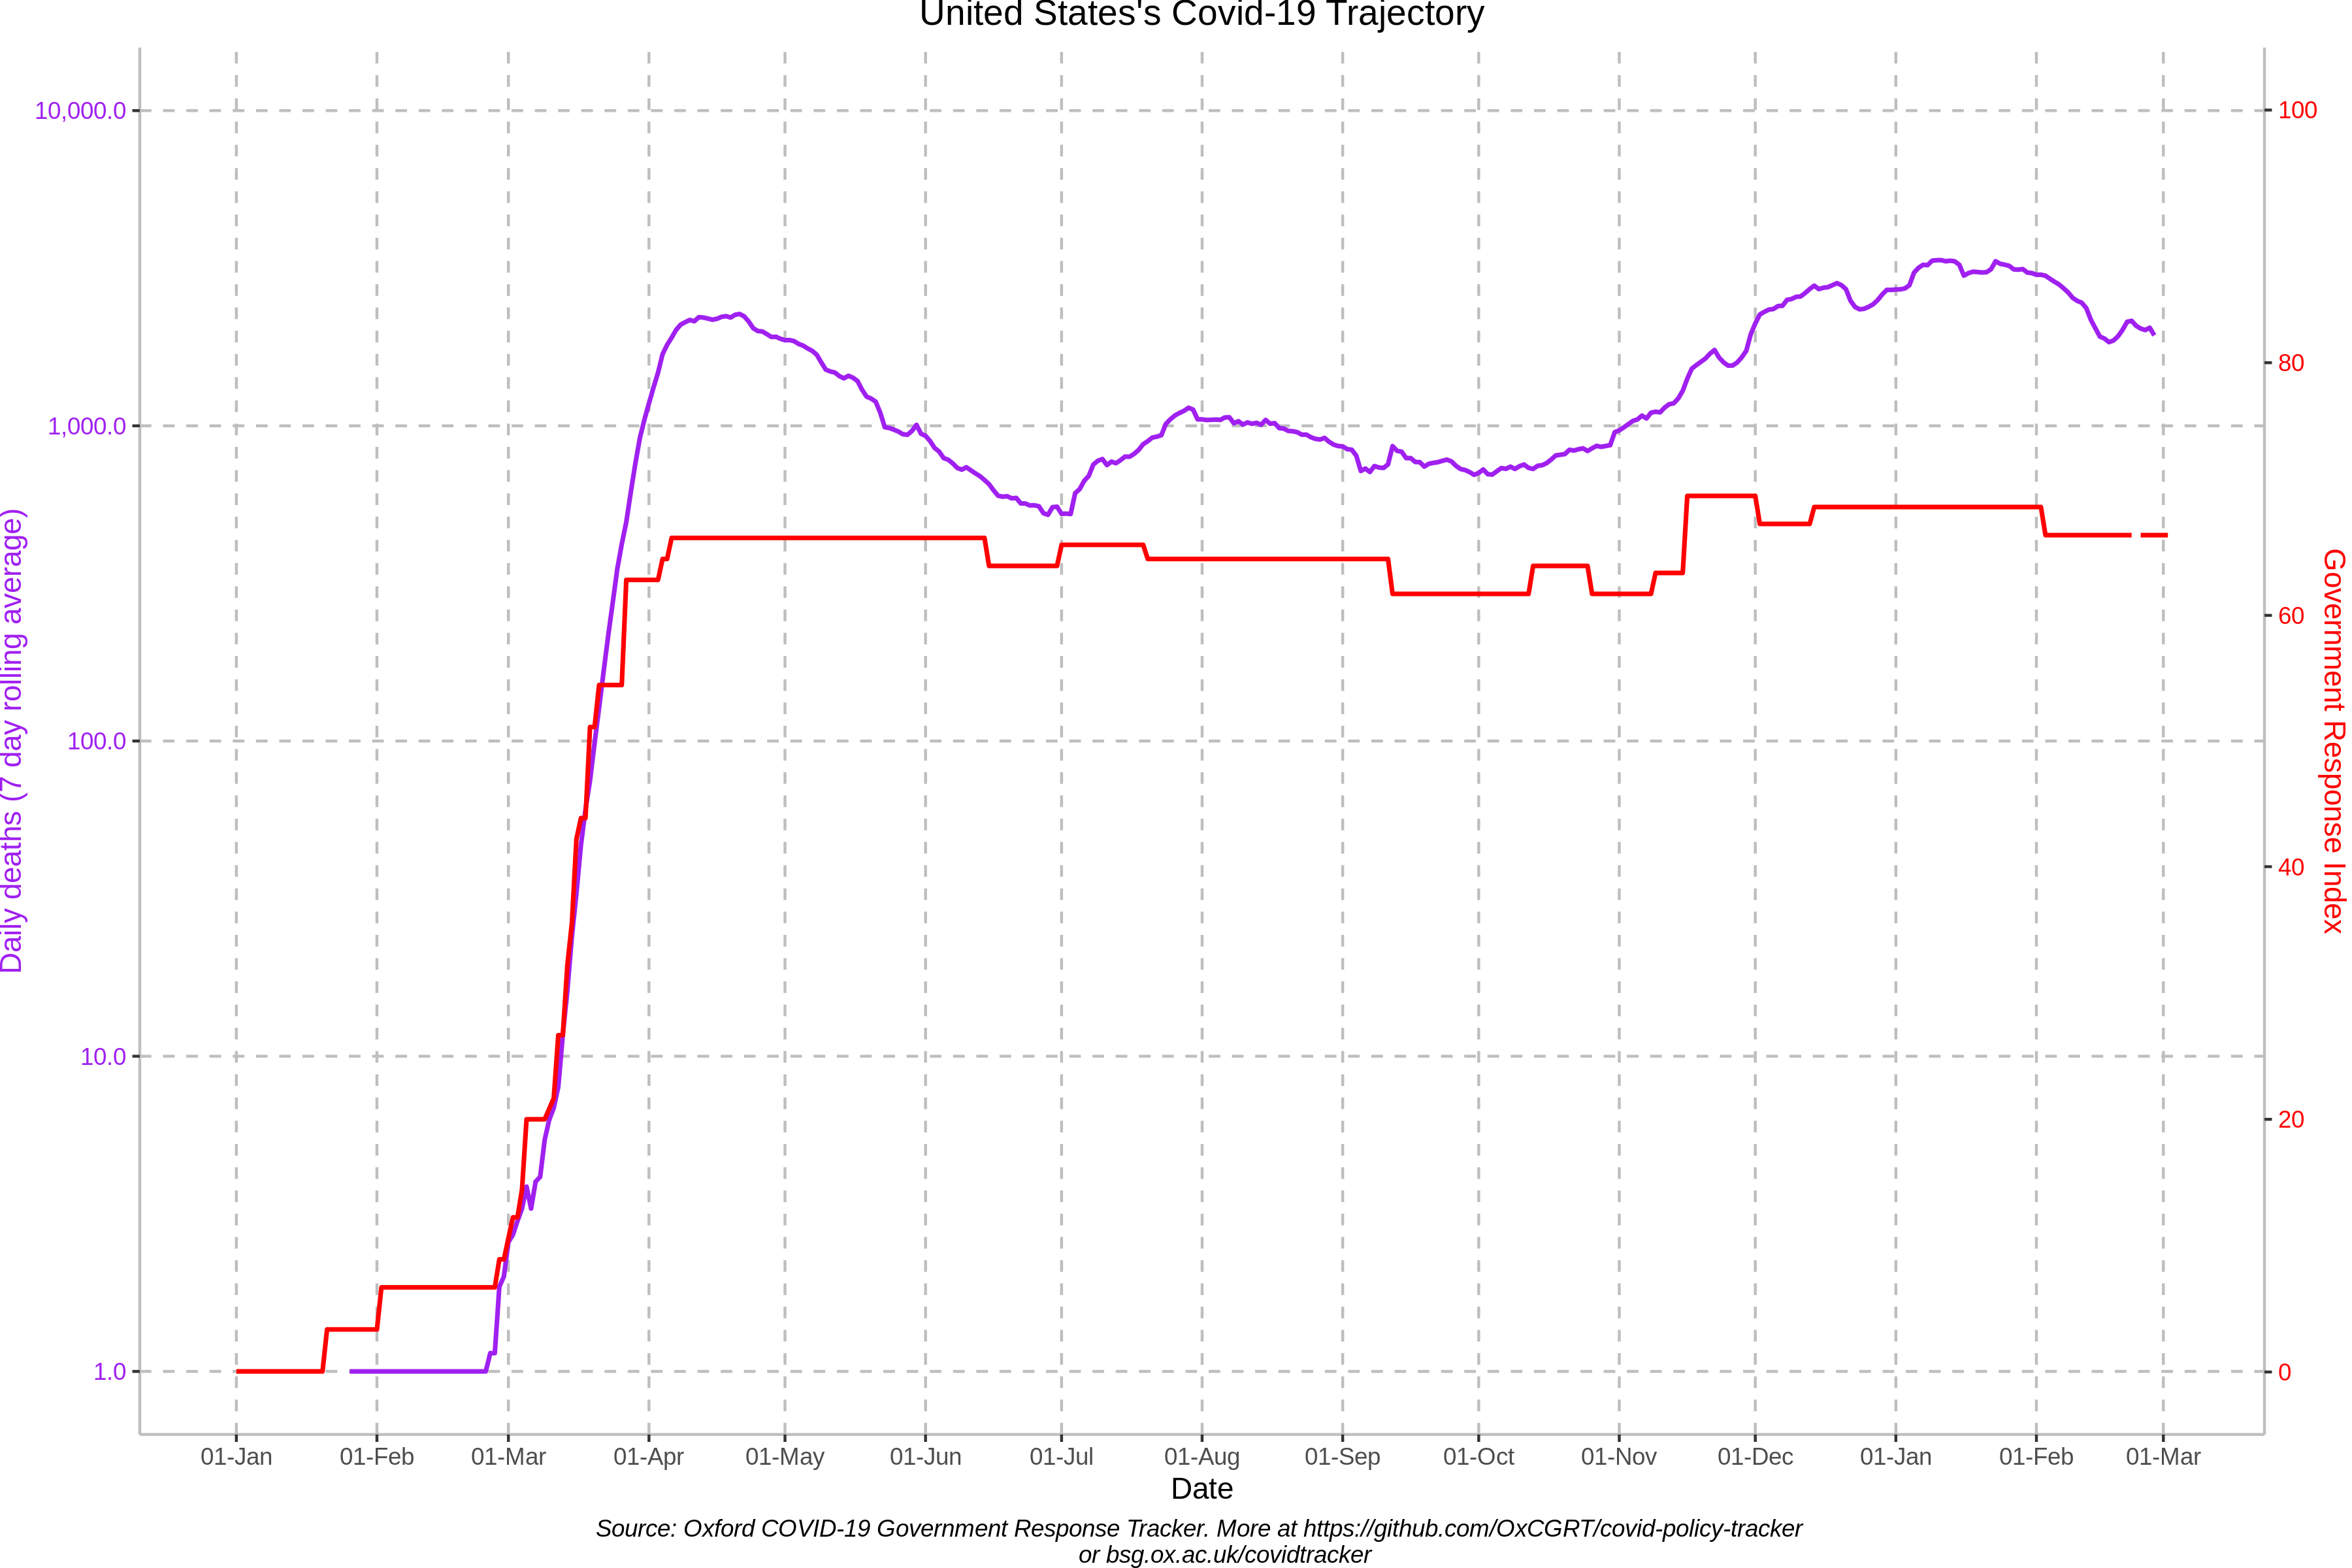 United States's Covid-19 Trajectory
10,000.0
1,000.0
100.0
10.0
1.0
Daily deaths (7 day rolling average)
100
80
60
40
20
0
Government Response Index
01-Jan 01-Feb 01-Mar 01-Apr 01-May 01-Jun 01-Jul 01-Aug 01-Sep 01-Oct 01-Nov 01-Dec 01-Jan 01-Feb 01-Mar
Date
Source: Oxford COVID-19 Government Response Tracker. More at https://github.com/OxCGRT/covid-policy-tracker
or bsg.ox.ac.uk/covidtracker